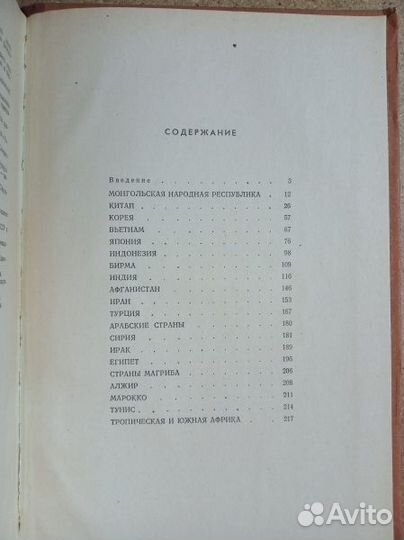 СОДЕРЖАНИЕ
Введение . . . . . . . . . . 3
МОНГОЛЬСКАЯ НАРОДНАЯ РЕСПУБЛИКА . 12
КИТАЙ . . . . . . . . . . . 26
КОРЕЯ . . . . . . . . . . . 57
ВЬЕТНАМ . . . . . . . . . . 67
ЯПОНИЯ . . . . . . . . . . 76
ИНДОНЕЗИЯ . . . . . . . . . 98
БИРМА . . . . . . . . . . . 109
ИНДИЯ . . . . . . . . . . . 116
АФГАНИСТАН . . . . . . . . . 146
ИРАН . . . . . . . . . . . 153
ТУРЦИЯ . . . . . . . . . . 167
АРАБСКИЕ СТРАНЫ . . . . . . . 180
СИРИЯ . . . . . . . . . . . 181
ИРАК . . . . . . . . . . . 189
ЕГИПЕТ . . . . . . . . . . 195
СТРАНЫ МАГРИБА . . . . . . . 206
АЛЖИР . . . . . . . . . . . 208
МАРОККО . . . . . . . . . . 211
ТУНИС . . . . . . . . . . . 214
ТРОПИЧЕСКАЯ И ЮЖНАЯ АФРИКА . . 217
Avito